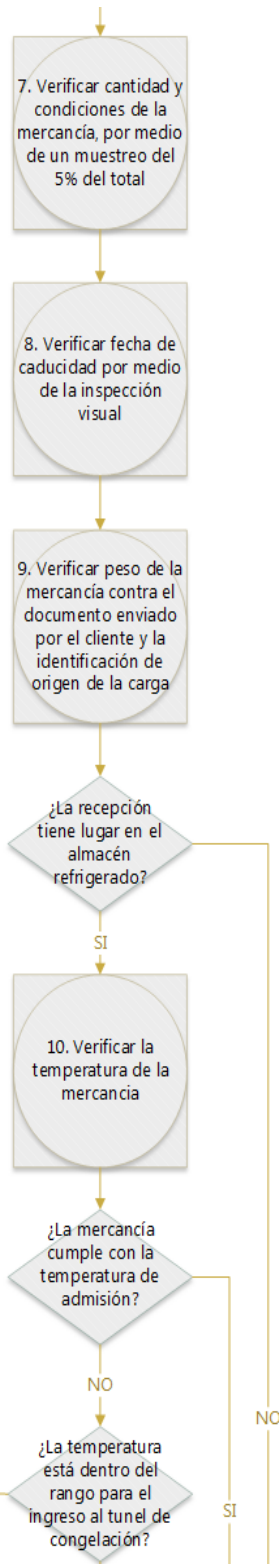 7. Verificar cantidad y
condiciones de la
mercancía, por medio
de un muestreo del
5% del total
8. Verificar fecha de
caducidad por medio
de la inspección
visual
9. Verificar peso de la
mercancía contra el
documento enviado
por el cliente y la
identificación de
origen de la carga
¿La recepción
tiene lugar en el
almacén
refrigerado?
SI
10. Verificar la
temperatura de la
mercancia
¿La mercancía
cumple con la
temperatura de
admisión?
NO
NO
¿La temperatura
está dentro del
rango para el
ingreso al tunel de
congelación?
SI